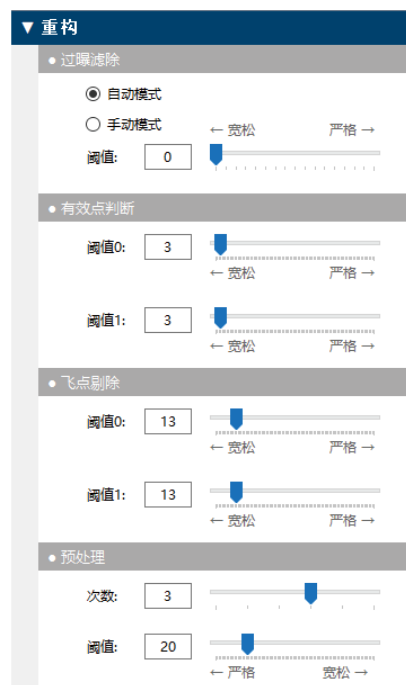 ▼ 重构
● 过曝滤除
自动模式
手动模式
← 宽松 严格 →
阈值: 0
● 有效点判断
阈值0: 3
← 宽松 严格 →
阈值1: 3
← 宽松 严格 →
● 飞点剔除
阈值0: 13
← 宽松 严格 →
阈值1: 13
← 宽松 严格 →
● 预处理
次数: 3
阈值: 20
← 严格 宽松 →